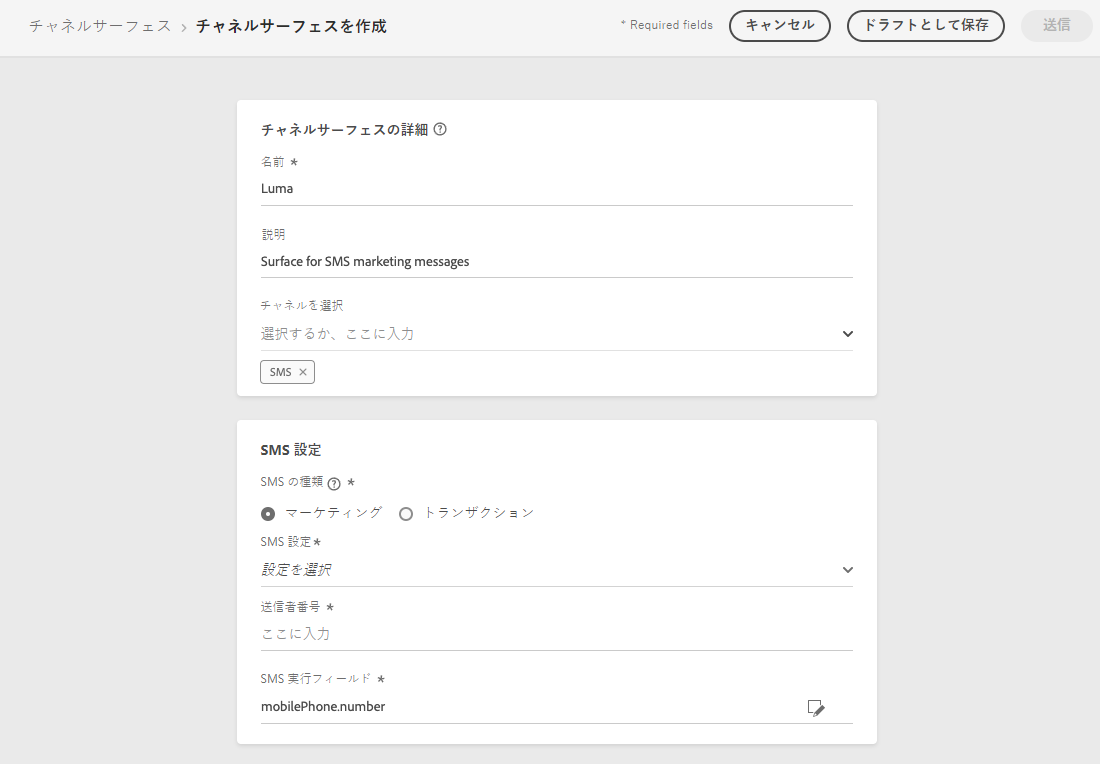 チャネルサーフェス › チャネルサーフェスを作成 * Required fields キャンセル ドラフトとして保存 送信
チャネルサーフェスの詳細 ?
名前 *
Luma
説明
Surface for SMS marketing messages
チャネルを選択
選択するか、ここに入力
SMS ×
SMS 設定
SMS の種類 ? *
マーケティング トランザクション
SMS 設定*
設定を選択
送信者番号 *
ここに入力
SMS 実行フィールド *
mobilePhone.number